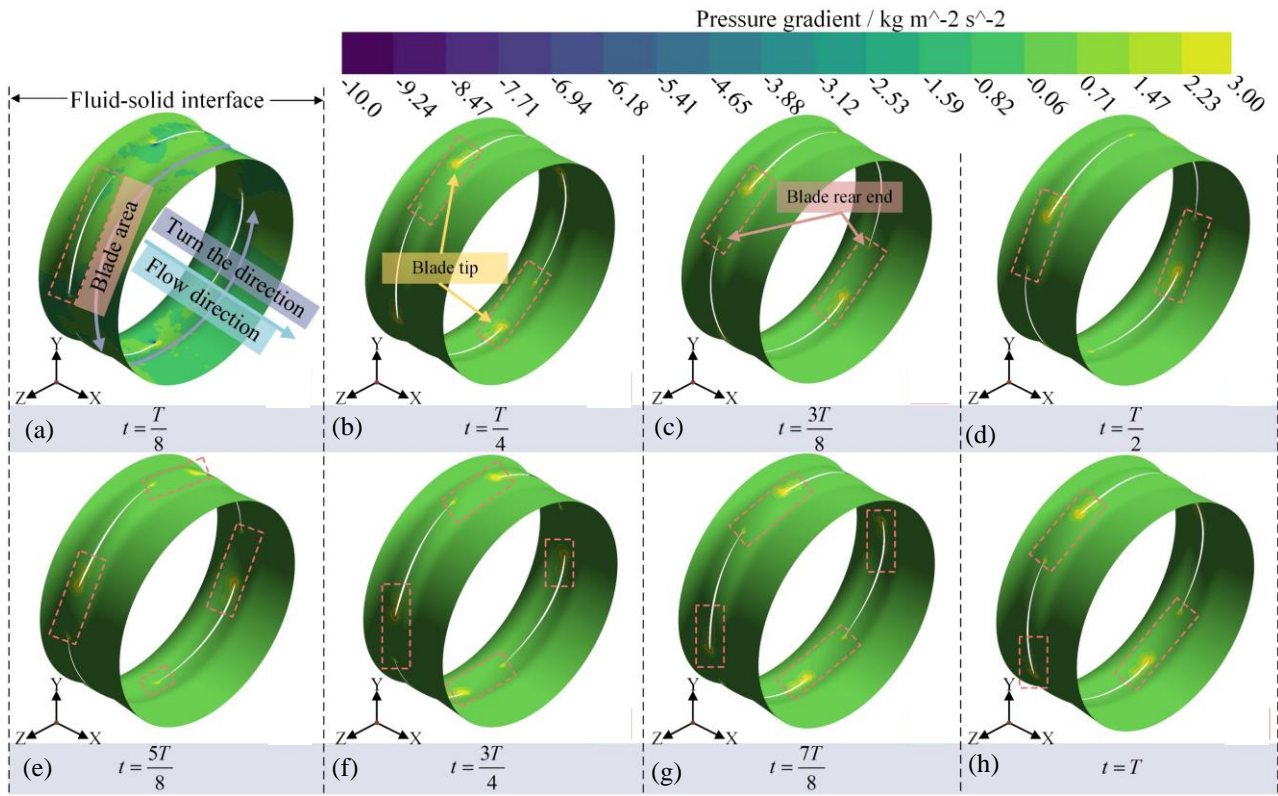 Pressure gradient / kg m^-2 s^-2
-10.0 -9.24 -8.47 -7.71 -6.94 -6.18 -5.41 -4.65 -3.88 -3.12 -2.53 -1.59 -0.82 -0.06 0.71 1.47 2.23 3.00
Fluid-solid interface
Blade area
Turn the direction
Flow direction
Blade tip
Blade rear end
Y Z X
Y Z X
Y Z X
Y Z X
(a) t = T/8
(b) t = T/4
(c) t = 3T/8
(d) t = T/2
Y Z X
Y Z X
Y Z X
Y Z X
(e) t = 5T/8
(f) t = 3T/4
(g) t = 7T/8
(h) t = T